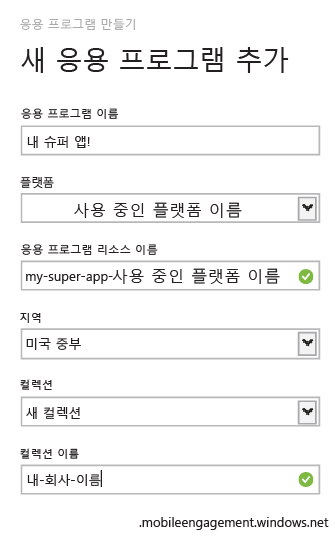 응용 프로그램 만들기
새 응용 프로그램 추가
응용 프로그램 이름
내 슈퍼 앱!
플랫폼
사용 중인 플랫폼 이름
응용 프로그램 리소스 이름
my-super-app-사용 중인 플랫폼 이름
지역
미국 중부
컬렉션
새 컬렉션
컬렉션 이름
내-회사-이름
.mobileengagement.windows.net